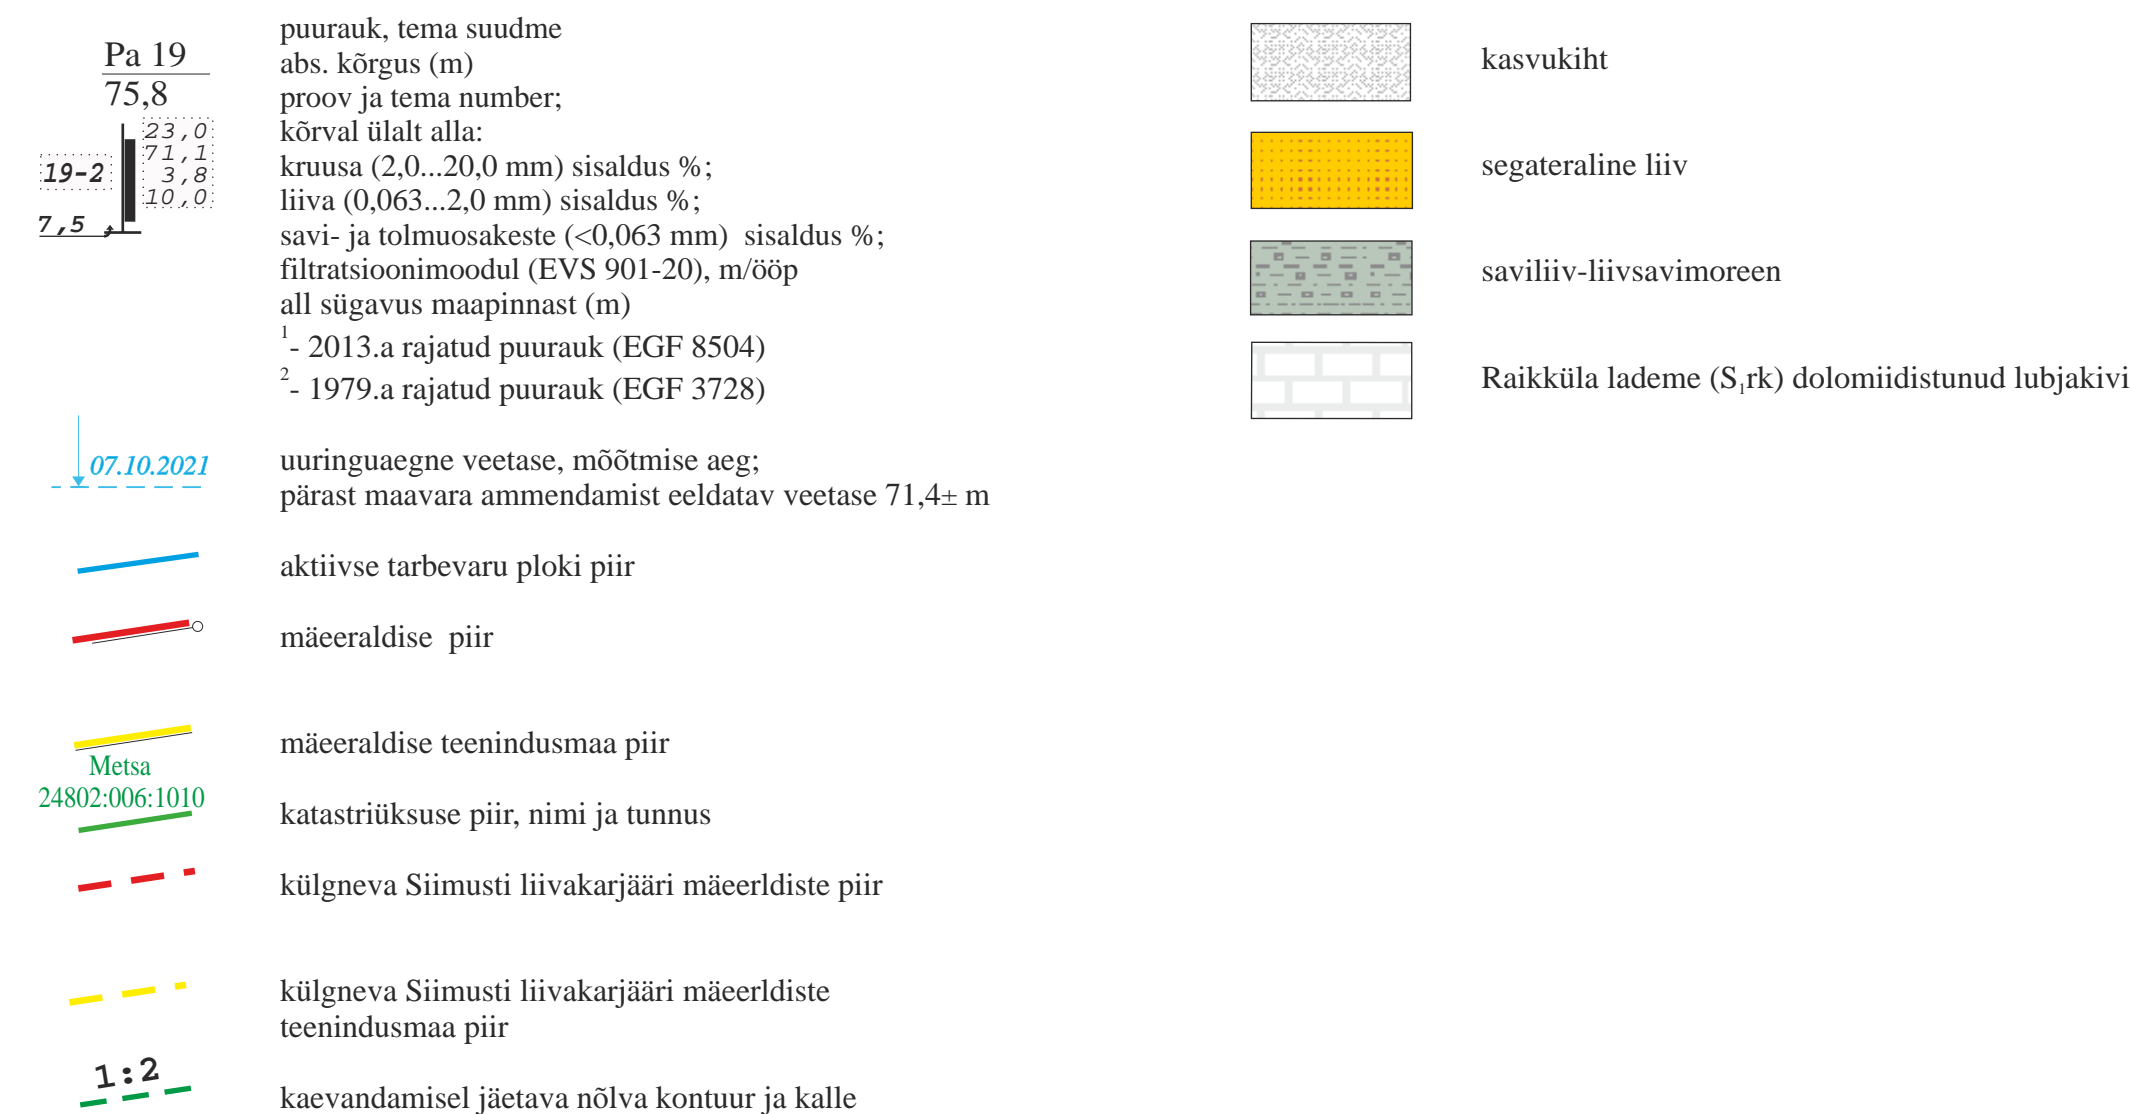 Pa 19
75,8
23,0
71,1
3,8
10,0
19-2
7,5
puurauk, tema suudme
abs. kõrgus (m)
proov ja tema number;
kõrval ülalt alla:
kruusa (2,0...20,0 mm) sisaldus %;
liiva (0,063...2,0 mm) sisaldus %;
savi- ja tolmuosakeste (<0,063 mm) sisaldus %;
filtratsioonimoodul (EVS 901-20), m/ööp
all sügavus maapinnast (m)
1- 2013.a rajatud puurauk (EGF 8504)
2- 1979.a rajatud puurauk (EGF 3728)
07.10.2021
uuringuaegne veetase, mõõtmise aeg;
pärast maavara ammendamist eeldatav veetase 71,4± m
aktiivse tarbevaru ploki piir
mäeeraldise piir
mäeeraldise teenindusmaa piir
Metsa
24802:006:1010
katastriüksuse piir, nimi ja tunnus
külgneva Siimusti liivakarjääri mäeerldiste piir
külgneva Siimusti liivakarjääri mäeerldiste
teenindusmaa piir
1:2
kaevandamisel jäetava nõlva kontuur ja kalle
kasvukiht
segateraline liiv
saviliiv-liivsavimoreen
Raikküla lademe (S₁rk) dolomiidistunud lubjakivi